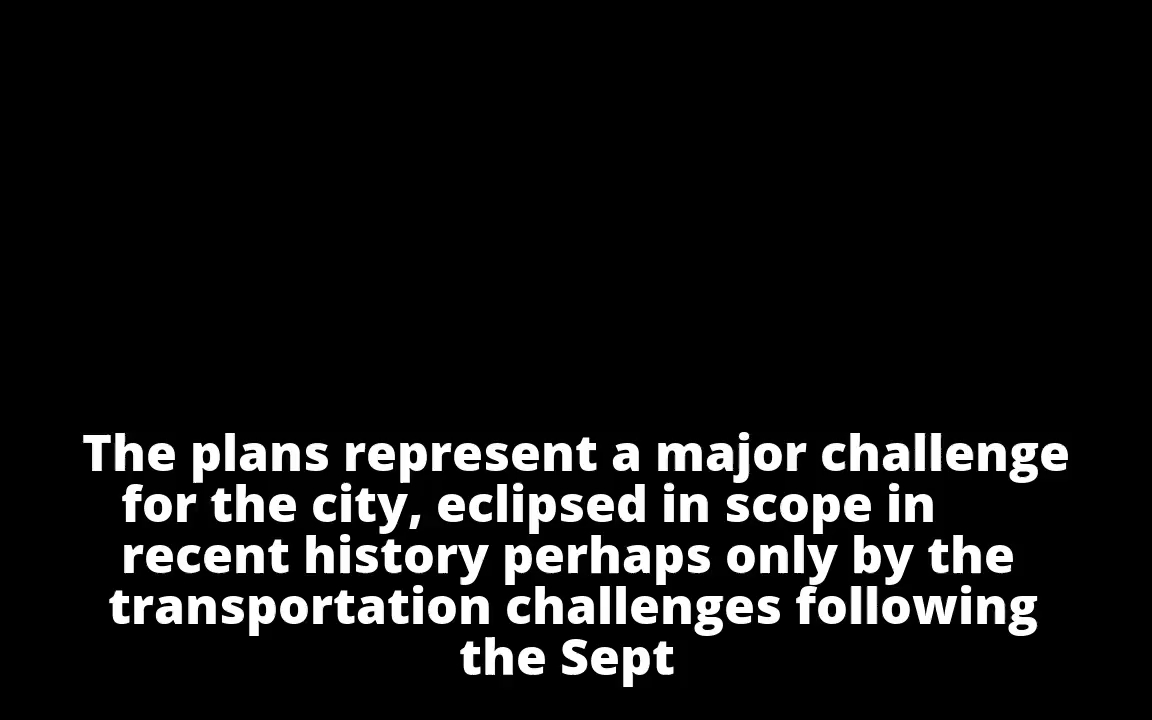 The plans represent a major challenge
for the city, eclipsed in scope in
recent history perhaps only by the
transportation challenges following
the Sept